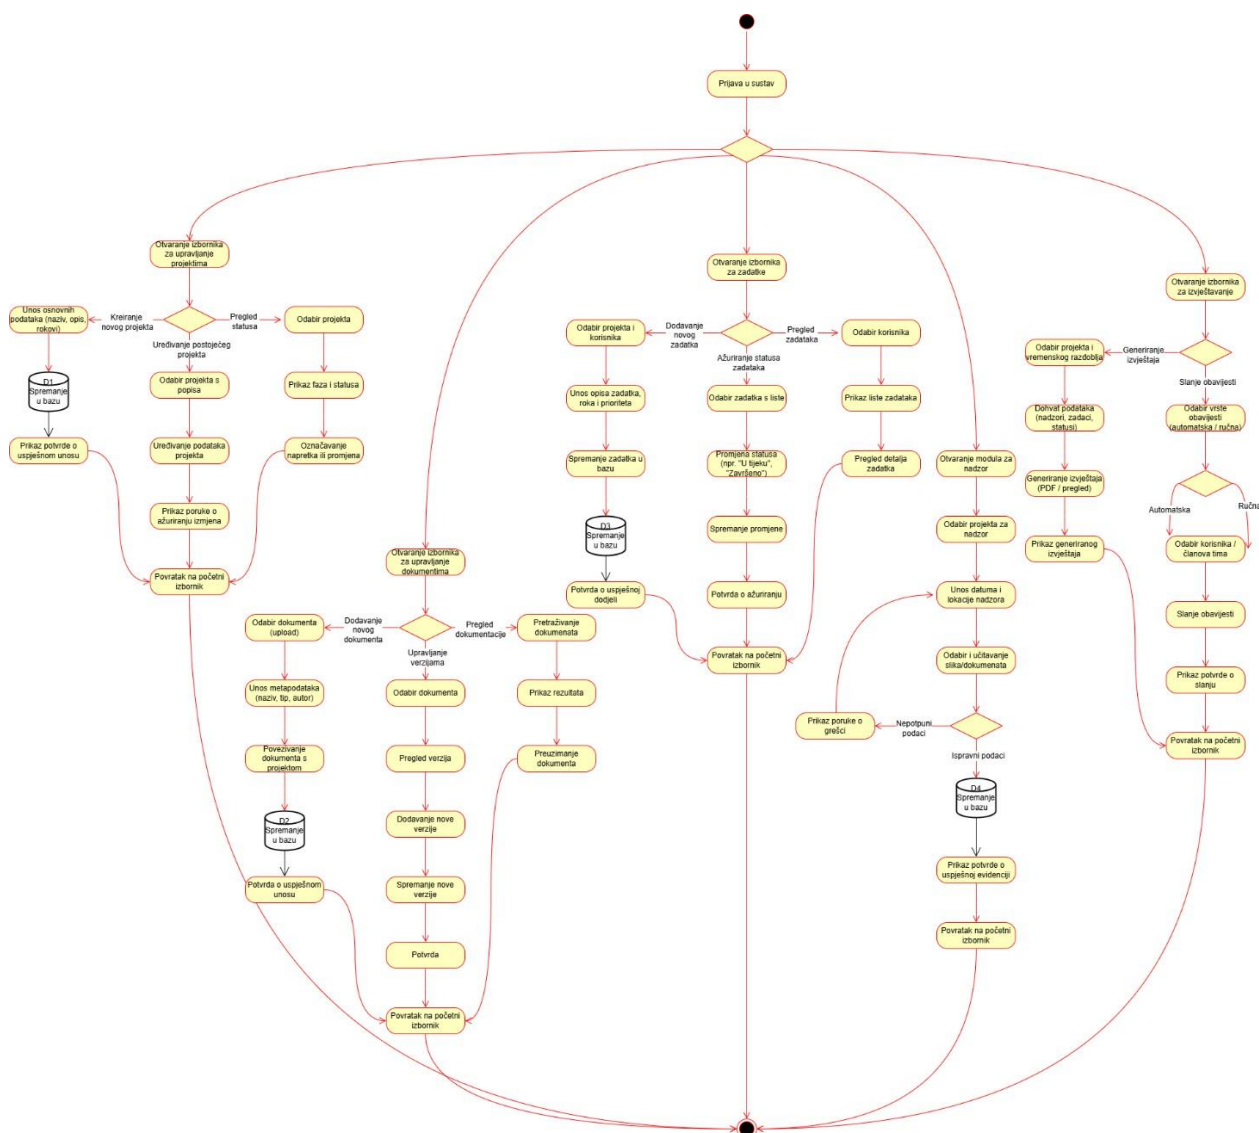 Prijava u sustav
Otvaranje izbornika
za upravljanje
projektima
Unos osnovnih
podataka (naziv, opis,
rokovi)
Kreiranje
novog projekta
Pregled
statusa
Odabir projekta
Uređivanje postojećeg
projekta
D1
Spremanje
u bazu
Odabir projekta s
popisa
Prikaz faza i statusa
Prikaz potvrde o
uspješnom unosu
Uređivanje podataka
projekta
Označavanje
napretka ili promjena
Prikaz poruke o
ažuriranju izmjena
Povratak na početni
izbornik
Otvaranje izbornika
za upravljanje
dokumentima
Odabir dokumenta
(upload)
Dodavanje
novog
dokumenta
Pregled
dokumentacije
Pretraživanje
dokumenata
Upravljanje
verzijama
Unos metapodataka
(naziv, tip, autor)
Odabir dokumenta
Prikaz rezultata
Povezivanje
dokumenta s
projektom
Pregled verzija
Preuzimanje
dokumenta
D2
Spremanje
u bazu
Dodavanje nove
verzije
Potvrda o uspješnom
unosu
Spremanje nove
verzije
Potvrda
Povratak na početni
izbornik
Otvaranje izbornika
za zadatke
Odabir projekta i
korisnika
Dodavanje
novog
zadatka
Pregled
zadataka
Odabir korisnika
Ažuriranje statusa
zadataka
Unos opisa zadatka,
roka i prioriteta
Odabir zadatka s liste
Prikaz liste zadataka
Spremanje zadatka u
bazu
Promjena statusa
(npr. "U tijeku",
"Završeno")
Pregled detalja
zadatka
D3
Spremanje
u bazu
Spremanje promjene
Potvrda o uspješnoj
dodjeli
Potvrda o ažuriranju
Povratak na početni
izbornik
Otvaranje modula za
nadzor
Odabir projekta za
nadzor
Unos datuma i
lokacije nadzora
Odabir i učitavanje
slika/dokumenata
Prikaz poruke o
grešci
Nepotpuni
podaci
Ispravni podaci
D4
Spremanje
u bazu
Prikaz potvrde o
uspješnoj evidenciji
Povratak na početni
izbornik
Otvaranje izbornika
za izvještavanje
Odabir projekta i
vremenskog razdoblja
Generiranje
izvještaja
Slanje obavijesti
Dohvat podataka
(nadzori, zadaci,
statusi)
Odabir vrste
obavijesti
(automatska / ručna)
Generiranje izvještaja
(PDF / pregled)
Automatska
Ručna
Prikaz generiranog
izvještaja
Odabir korisnika /
članova tima
Slanje obavijesti
Prikaz potvrde o
slanju
Povratak na početni
izbornik